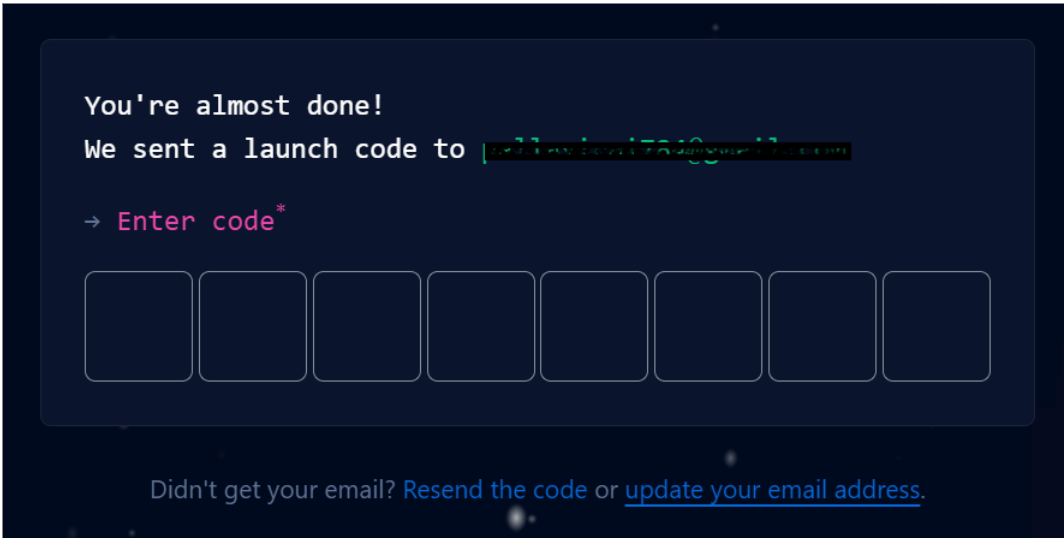 You're almost done!
We sent a launch code to
→ Enter code*
Didn't get your email? Resend the code or update your email address.